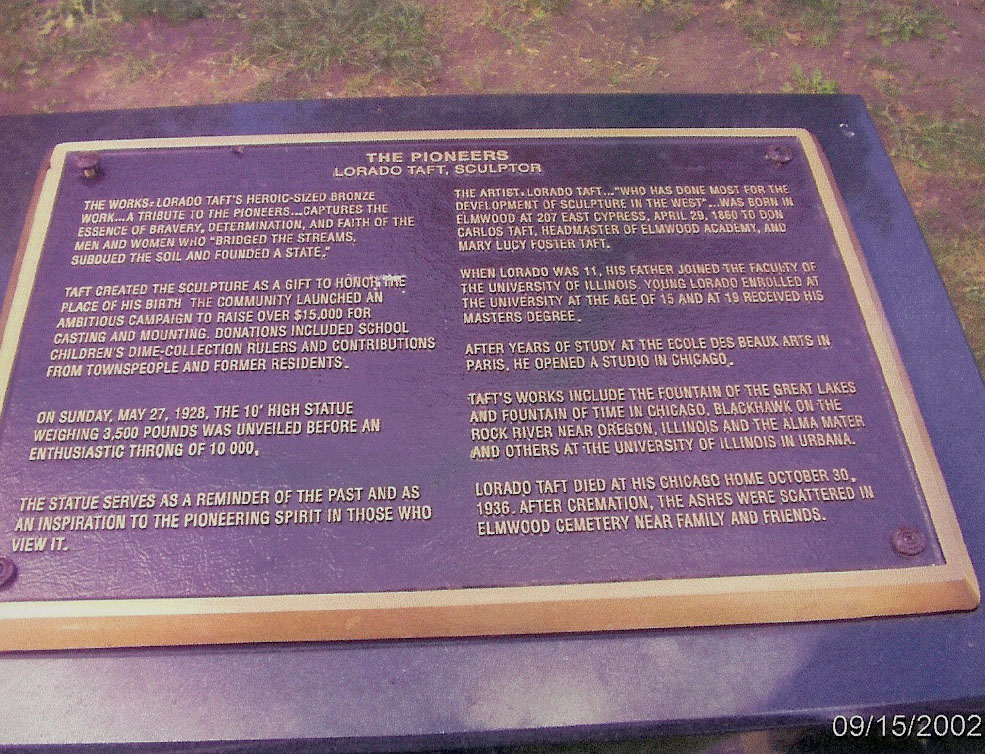 THE PIONEERS
LORADO TAFT, SCULPTOR
THE WORKS: LORADO TAFT'S HEROIC-SIZED BRONZE
WORK...A TRIBUTE TO THE PIONEERS...CAPTURES THE
ESSENCE OF BRAVERY, DETERMINATION, AND FAITH OF THE
MEN AND WOMEN WHO "BRIDGED THE STREAMS,
SUBDUED THE SOIL AND FOUNDED A STATE."
TAFT CREATED THE SCULPTURE AS A GIFT TO HONOR THE
PLACE OF HIS BIRTH THE COMMUNITY LAUNCHED AN
AMBITIOUS CAMPAIGN TO RAISE OVER $15,000 FOR
CASTING AND MOUNTING. DONATIONS INCLUDED SCHOOL
CHILDREN'S DIME-COLLECTION RULERS AND CONTRIBUTIONS
FROM TOWNSPEOPLE AND FORMER RESIDENTS.
ON SUNDAY, MAY 27, 1928, THE 10' HIGH STATUE
WEIGHING 3,500 POUNDS WAS UNVEILED BEFORE AN
ENTHUSIASTIC THRONG OF 10 000.
THE STATUE SERVES AS A REMINDER OF THE PAST AND AS
AN INSPIRATION TO THE PIONEERING SPIRIT IN THOSE WHO
VIEW IT.
THE ARTIST: LORADO TAFT..."WHO HAS DONE MOST FOR THE
DEVELOPMENT OF SCULPTURE IN THE WEST"...WAS BORN IN
ELMWOOD AT 207 EAST CYPRESS, APRIL 29, 1860 TO DON
CARLOS TAFT, HEADMASTER OF ELMWOOD ACADEMY, AND
MARY LUCY FOSTER TAFT.
WHEN LORADO WAS 11, HIS FATHER JOINED THE FACULTY OF
THE UNIVERSITY OF ILLINOIS. YOUNG LORADO ENROLLED AT
THE UNIVERSITY AT THE AGE OF 15 AND AT 19 RECEIVED HIS
MASTERS DEGREE.
AFTER YEARS OF STUDY AT THE ECOLE DES BEAUX ARTS IN
PARIS, HE OPENED A STUDIO IN CHICAGO.
TAFT'S WORKS INCLUDE THE FOUNTAIN OF THE GREAT LAKES
AND FOUNTAIN OF TIME IN CHICAGO, BLACKHAWK ON THE
ROCK RIVER NEAR OREGON, ILLINOIS AND THE ALMA MATER
AND OTHERS AT THE UNIVERSITY OF ILLINOIS IN URBANA.
LORADO TAFT DIED AT HIS CHICAGO HOME OCTOBER 30,
1936. AFTER CREMATION, THE ASHES WERE SCATTERED IN
ELMWOOD CEMETERY NEAR FAMILY AND FRIENDS.
09/15/2002